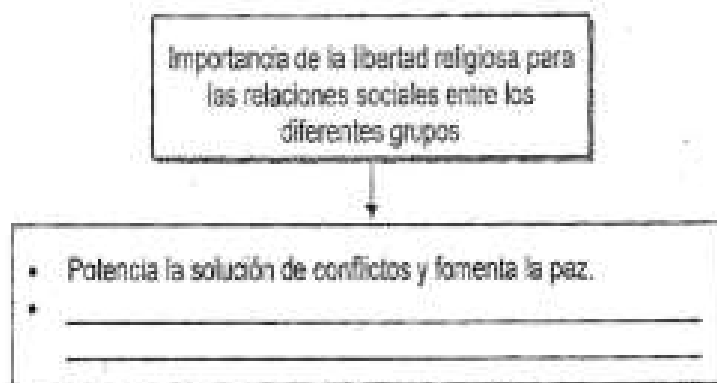 Importancia de la libertad religiosa para
las relaciones sociales entre los
diferentes grupos
• Potencia la solución de conflictos y fomenta la paz.
•